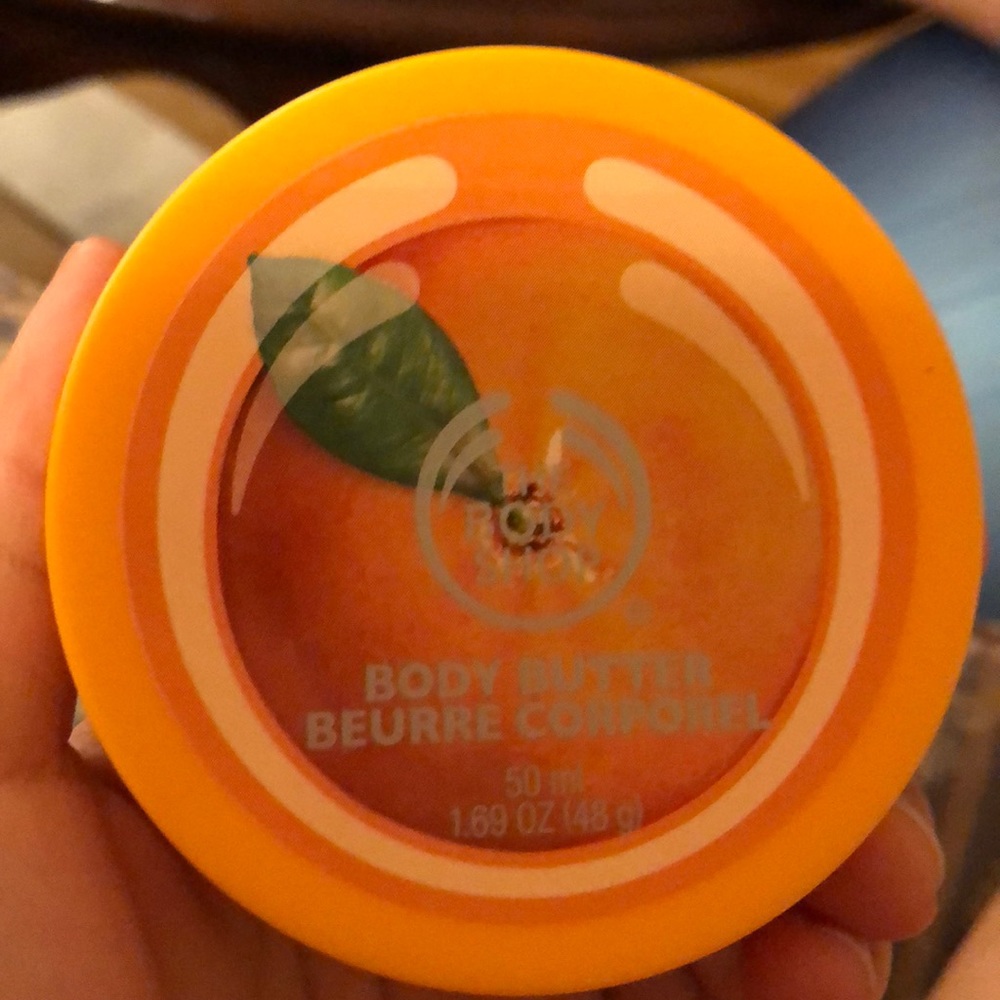 THE
BODY
SHOP
®
BODY BUTTER
BEURRE CORPOREL
50 ml
1.69 OZ (48 g)